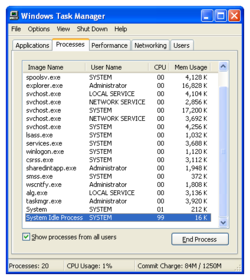 Windows Task Manager
File Options View Shut Down Help
Applications Processes Performance Networking Users
Image Name User Name CPU Mem Usage
spoolsv.exe SYSTEM 00 4,128 K
explorer.exe Administrator 00 16,828 K
svchost.exe LOCAL SERVICE 00 4,104 K
svchost.exe NETWORK SERVICE 00 2,856 K
svchost.exe SYSTEM 00 17,200 K
svchost.exe NETWORK SERVICE 00 3,692 K
svchost.exe SYSTEM 00 4,256 K
lsass.exe SYSTEM 00 1,032 K
services.exe SYSTEM 00 3,688 K
winlogon.exe SYSTEM 00 1,120 K
csrss.exe SYSTEM 00 3,112 K
sharedintapp.exe Administrator 00 1,948 K
smss.exe SYSTEM 00 372 K
wscntfy.exe Administrator 00 1,808 K
alg.exe LOCAL SERVICE 00 3,136 K
taskmgr.exe Administrator 00 3,920 K
System SYSTEM 01 212 K
System Idle Process SYSTEM 99 16 K
Show processes from all users
End Process
Processes: 20 CPU Usage: 1% Commit Charge: 84M / 1250M